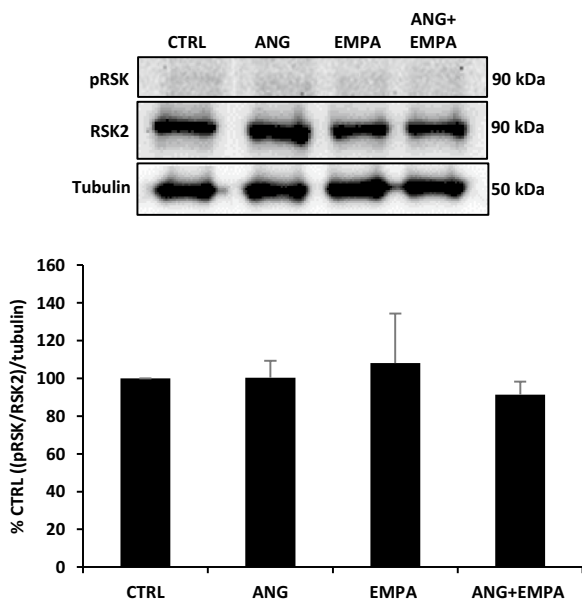 CTRL ANG EMPA ANG+
EMPA
pRSK 90 kDa
RSK2 90 kDa
Tubulin 50 kDa
% CTRL ((pRSK/RSK2)/tubulin)
160
140
120
100
80
60
40
20
0
CTRL ANG EMPA ANG+EMPA